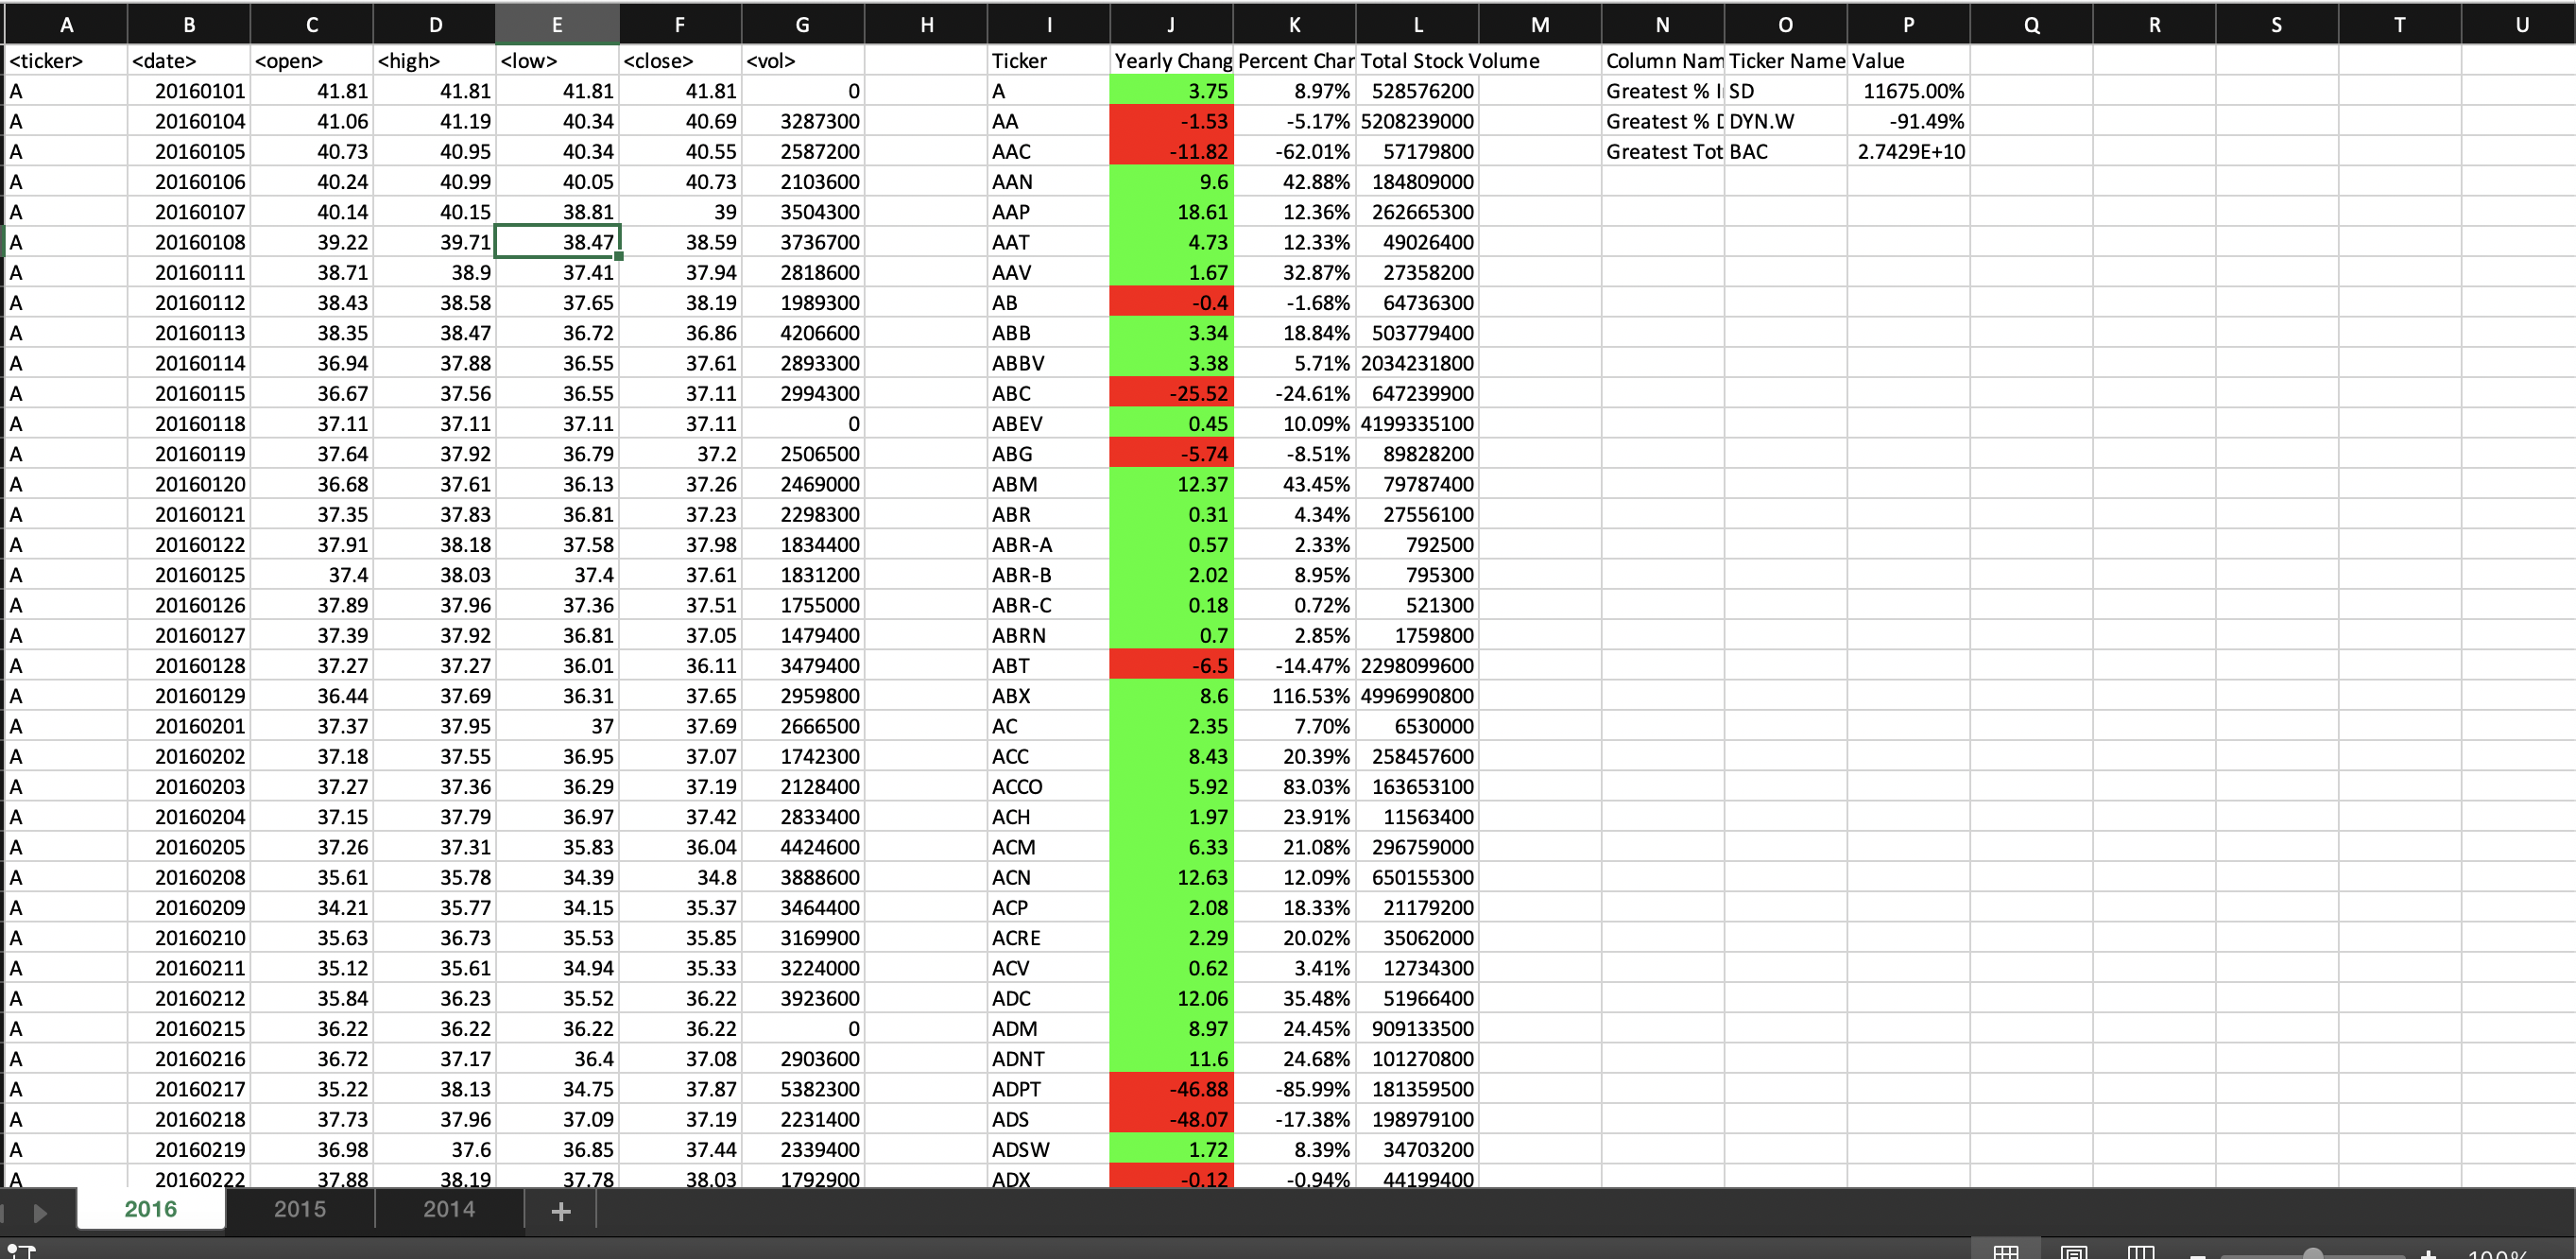 A B C D E F G H I J K L M N O P Q R S T U
<ticker> <date> <open> <high> <low> <close> <vol> Ticker Yearly Chang Percent Char Total Stock Volume Column Nam Ticker Name Value
A 20160101 41.81 41.81 41.81 41.81 0 A 3.75 8.97% 528576200 Greatest % I SD 11675.00%
A 20160104 41.06 41.19 40.34 40.69 3287300 AA -1.53 -5.17% 5208239000 Greatest % D DYN.W -91.49%
A 20160105 40.73 40.95 40.34 40.55 2587200 AAC -11.82 -62.01% 57179800 Greatest Tot BAC 2.7429E+10
A 20160106 40.24 40.99 40.05 40.73 2103600 AAN 9.6 42.88% 184809000
A 20160107 40.14 40.15 38.81 39 3504300 AAP 18.61 12.36% 262665300
A 20160108 39.22 39.71 38.47 38.59 3736700 AAT 4.73 12.33% 49026400
A 20160111 38.71 38.9 37.41 37.94 2818600 AAV 1.67 32.87% 27358200
A 20160112 38.43 38.58 37.65 38.19 1989300 AB -0.4 -1.68% 64736300
A 20160113 38.35 38.47 36.72 36.86 4206600 ABB 3.34 18.84% 503779400
A 20160114 36.94 37.88 36.55 37.61 2893300 ABBV 3.38 5.71% 2034231800
A 20160115 36.67 37.56 36.55 37.11 2994300 ABC -25.52 -24.61% 647239900
A 20160118 37.11 37.11 37.11 37.11 0 ABEV 0.45 10.09% 4199335100
A 20160119 37.64 37.92 36.79 37.2 2506500 ABG -5.74 -8.51% 89828200
A 20160120 36.68 37.61 36.13 37.26 2469000 ABM 12.37 43.45% 79787400
A 20160121 37.35 37.83 36.81 37.23 2298300 ABR 0.31 4.34% 27556100
A 20160122 37.91 38.18 37.58 37.98 1834400 ABR-A 0.57 2.33% 792500
A 20160125 37.4 38.03 37.4 37.61 1831200 ABR-B 2.02 8.95% 795300
A 20160126 37.89 37.96 37.36 37.51 1755000 ABR-C 0.18 0.72% 521300
A 20160127 37.39 37.92 36.81 37.05 1479400 ABRN 0.7 2.85% 1759800
A 20160128 37.27 37.27 36.01 36.11 3479400 ABT -6.5 -14.47% 2298099600
A 20160129 36.44 37.69 36.31 37.65 2959800 ABX 8.6 116.53% 4996990800
A 20160201 37.37 37.95 37 37.69 2666500 AC 2.35 7.70% 6530000
A 20160202 37.18 37.55 36.95 37.07 1742300 ACC 8.43 20.39% 258457600
A 20160203 37.27 37.36 36.29 37.19 2128400 ACCO 5.92 83.03% 163653100
A 20160204 37.15 37.79 36.97 37.42 2833400 ACH 1.97 23.91% 11563400
A 20160205 37.26 37.31 35.83 36.04 4424600 ACM 6.33 21.08% 296759000
A 20160208 35.61 35.78 34.39 34.8 3888600 ACN 12.63 12.09% 650155300
A 20160209 34.21 35.77 34.15 35.37 3464400 ACP 2.08 18.33% 21179200
A 20160210 35.63 36.73 35.53 35.85 3169900 ACRE 2.29 20.02% 35062000
A 20160211 35.12 35.61 34.94 35.33 3224000 ACV 0.62 3.41% 12734300
A 20160212 35.84 36.23 35.52 36.22 3923600 ADC 12.06 35.48% 51966400
A 20160215 36.22 36.22 36.22 36.22 0 ADM 8.97 24.45% 909133500
A 20160216 36.72 37.17 36.4 37.08 2903600 ADNT 11.6 24.68% 101270800
A 20160217 35.22 38.13 34.75 37.87 5382300 ADPT -46.88 -85.99% 181359500
A 20160218 37.73 37.96 37.09 37.19 2231400 ADS -48.07 -17.38% 198979100
A 20160219 36.98 37.6 36.85 37.44 2339400 ADSW 1.72 8.39% 34703200
A 20160222 37.88 38.19 37.78 38.03 1792900 ADX -0.12 -0.94% 44199400
2016 2015 2014 +
100%